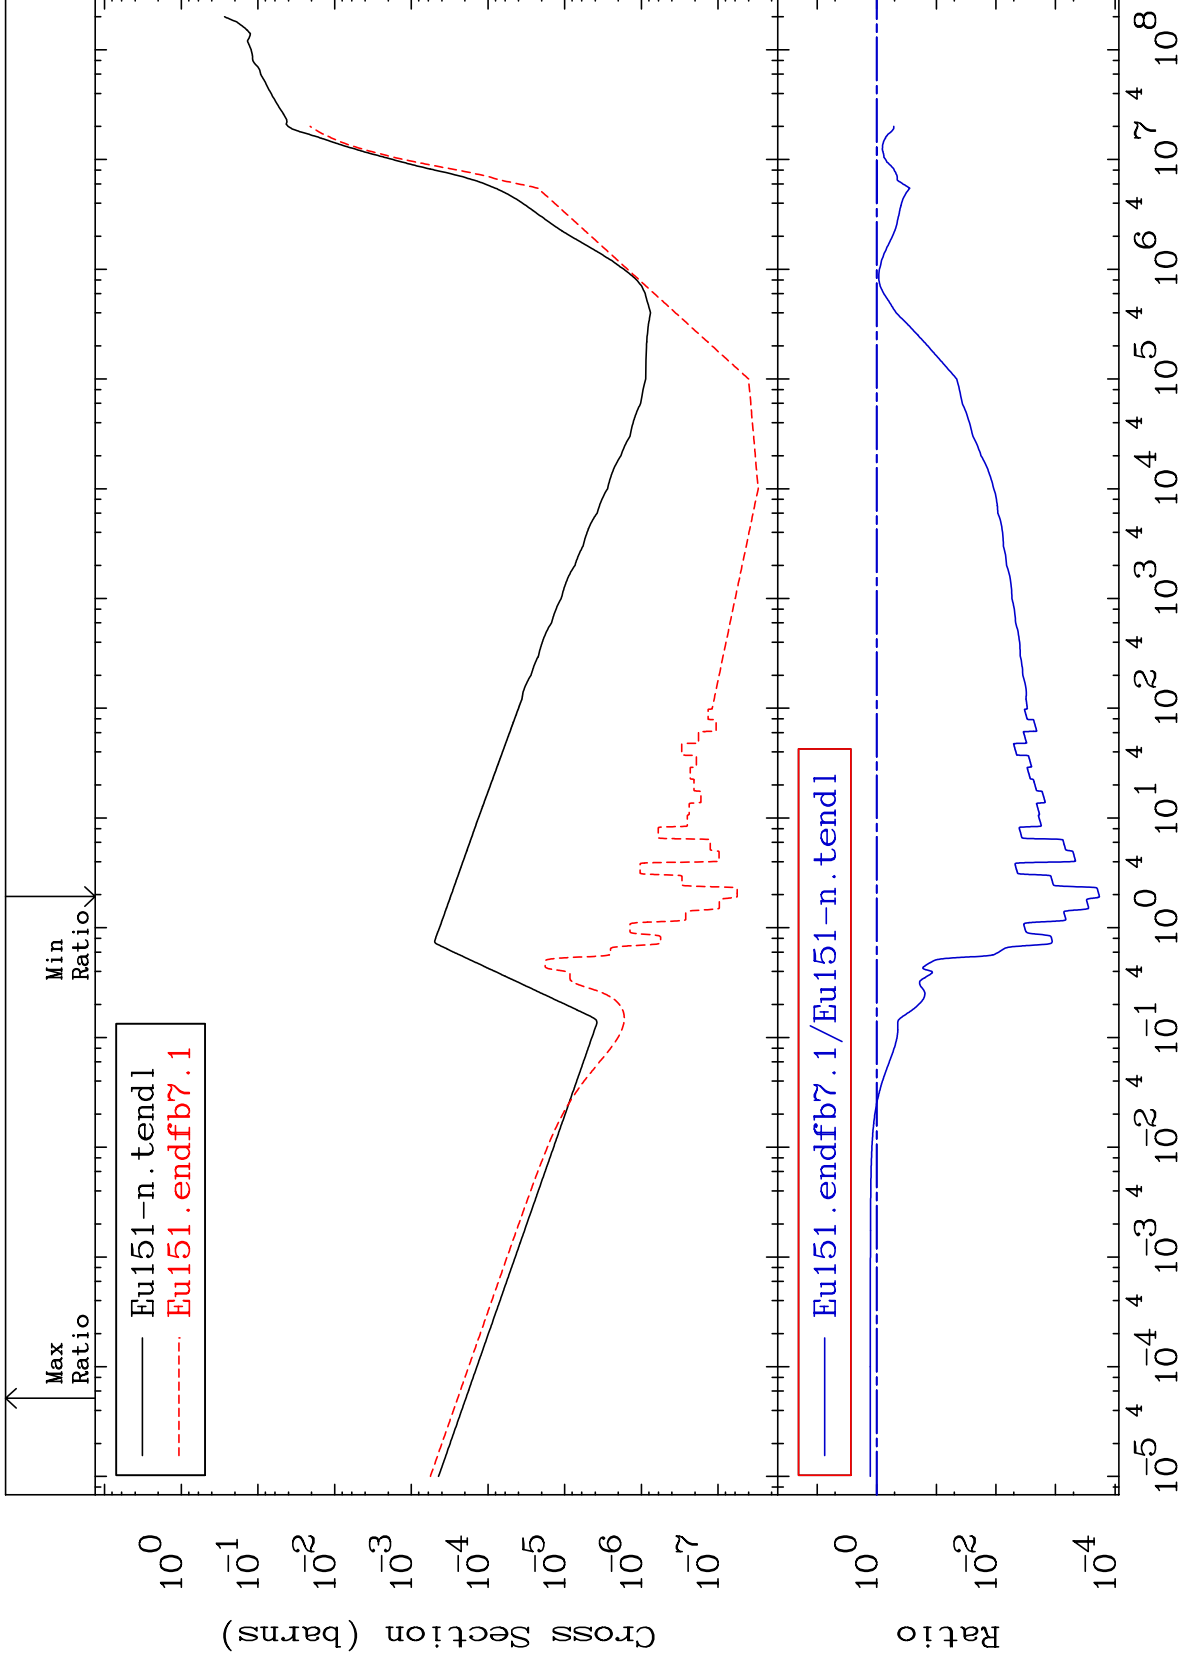 Max
Ratio
Min
Ratio
Eu151-n.tendl
Eu151.endfb7.1
Cross Section (barns)
10^0
10^-1
10^-2
10^-3
10^-4
10^-5
10^-6
10^-7
Eu151.endfb7.1/Eu151-n.tendl
Ratio
10^0
10^-2
10^-4
10^-5 4 10^-4 4 10^-3 4 10^-2 4 10^-1 4 10^0 4 10^1 4 10^2 4 10^3 4 10^4 4 10^5 4 10^6 4 10^7 4 10^8